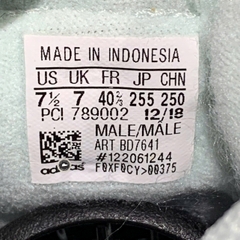 MADE IN INDONESIA
US UK FR JP CHN
7½ 7 40⅔ 255 250
PCI 789002 12/18
MALE/MALE
ART BD7641
#122061244
adidas F0XF0CY>00375